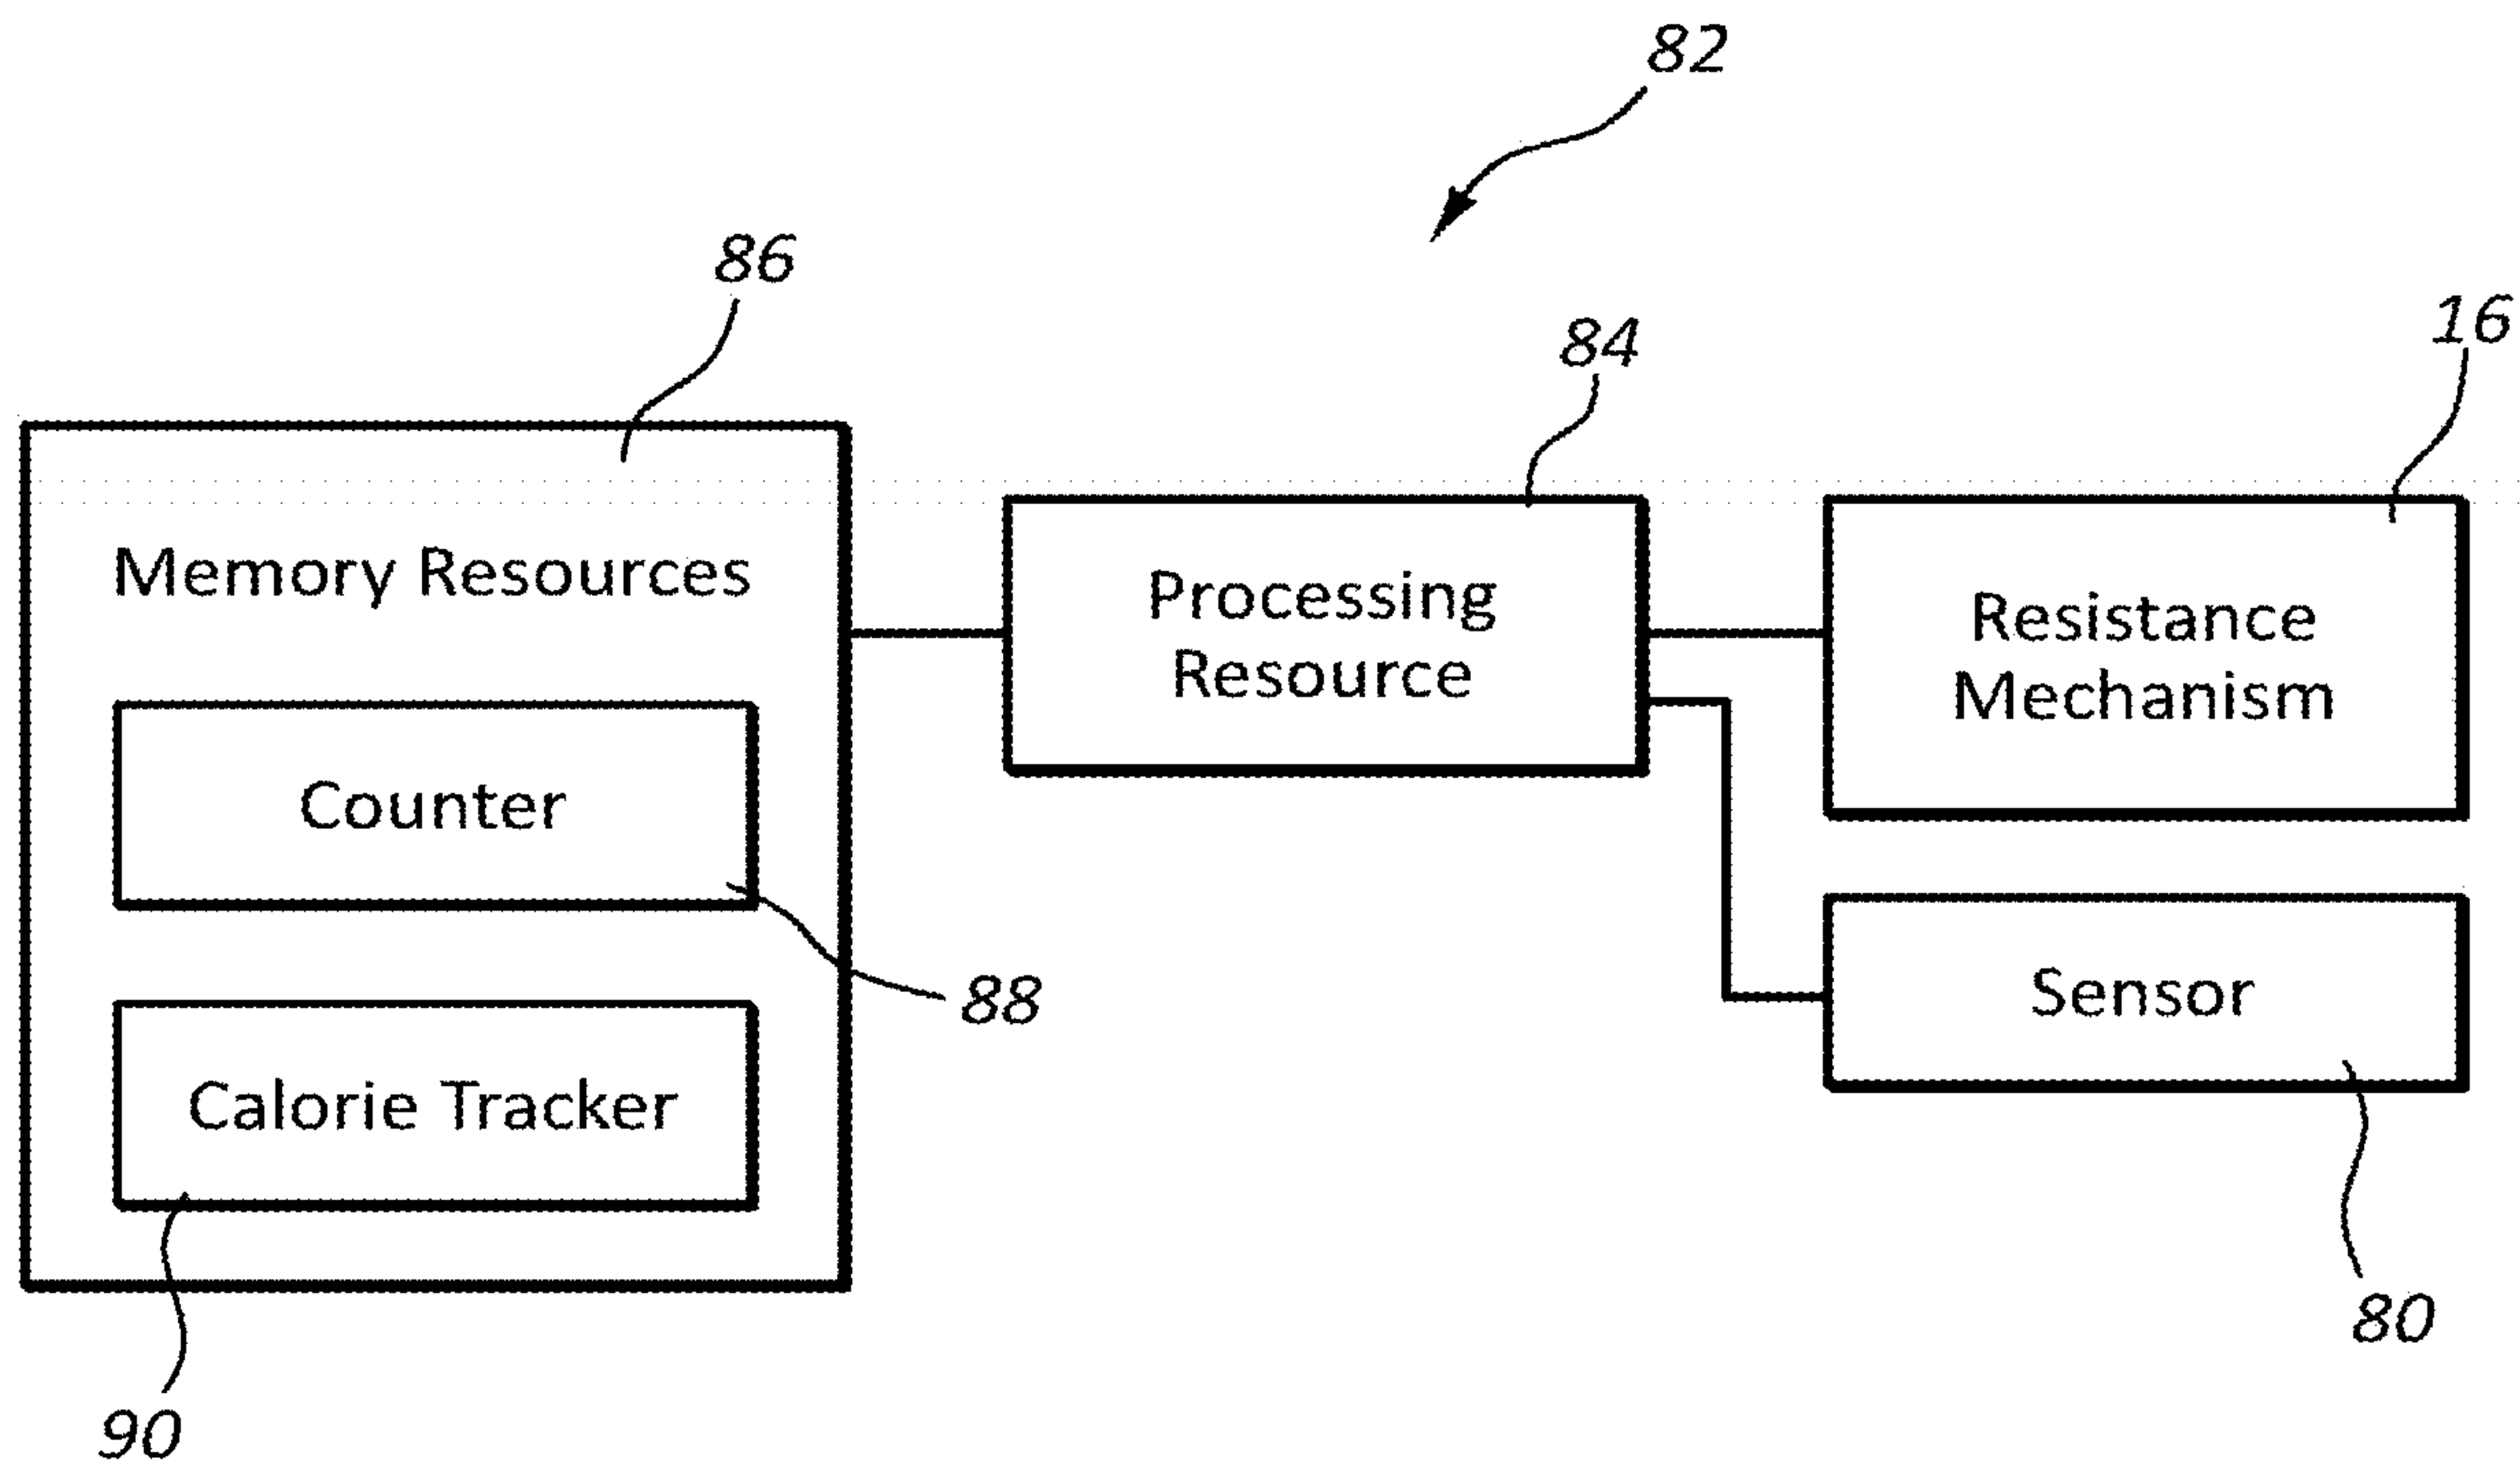 82
86
84
16
Memory Resources
Processing
Resource
Resistance
Mechanism
Counter
88
Sensor
Calorie Tracker
80
90